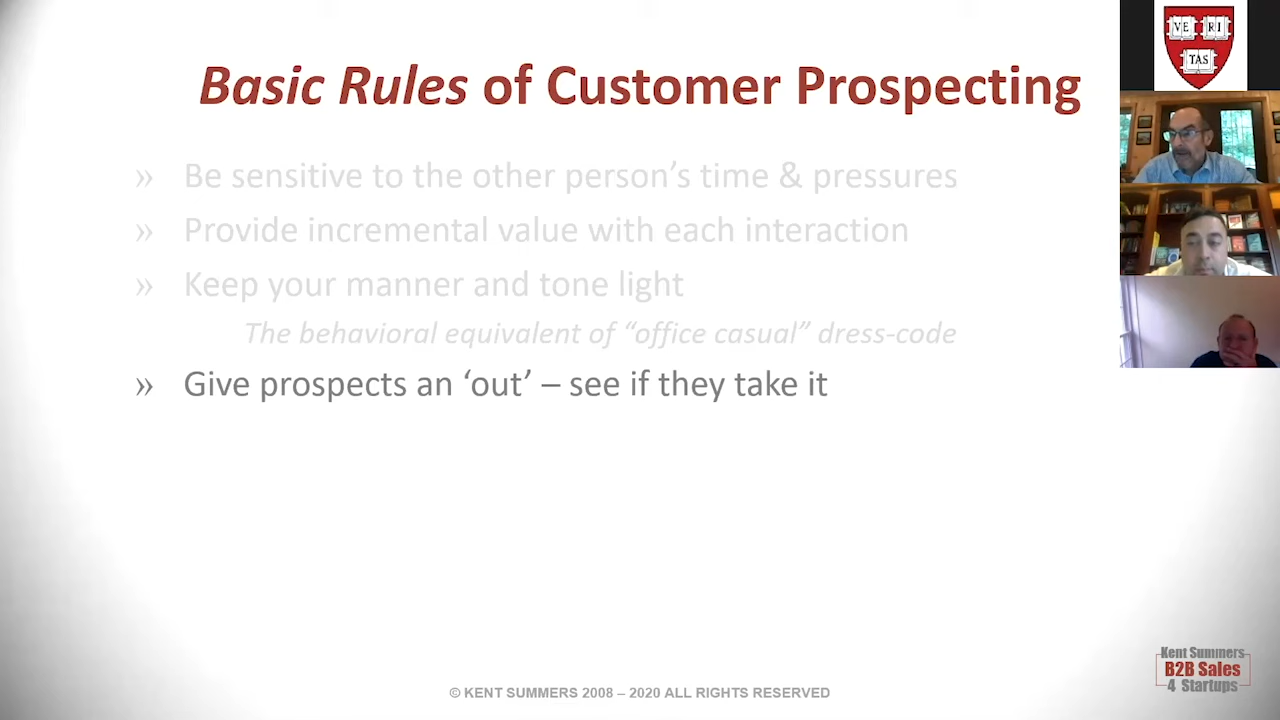 Basic Rules of Customer Prospecting
VE RI
TAS
» Be sensitive to the other person’s time & pressures
» Provide incremental value with each interaction
» Keep your manner and tone light
The behavioral equivalent of “office casual” dress-code
» Give prospects an ‘out’ – see if they take it
Kent Summers
B2B Sales
4 Startups
© KENT SUMMERS 2008 – 2020 ALL RIGHTS RESERVED